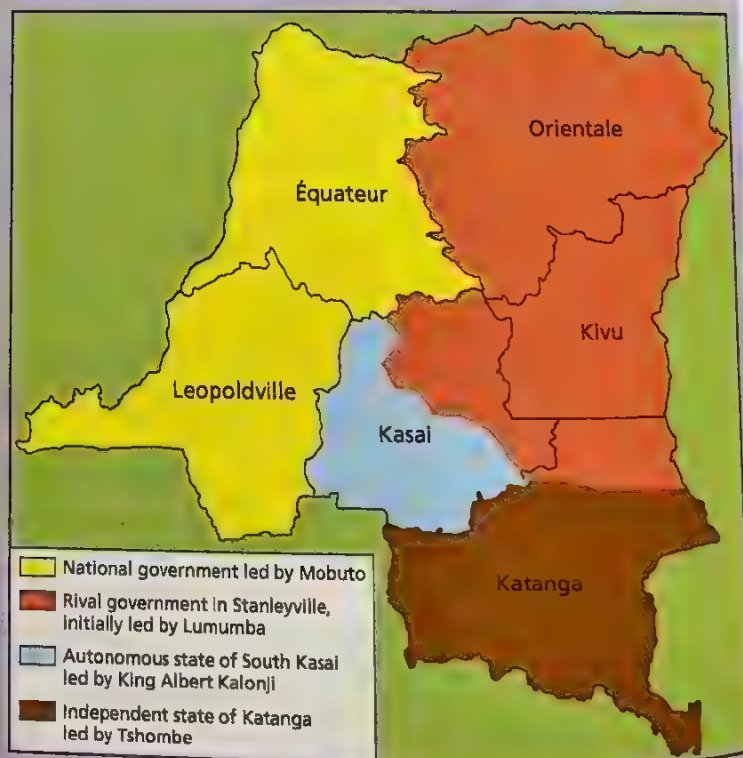 Orientale
Équateur
Kivu
Leopoldville
Kasai
Katanga
National government led by Mobuto
Rival government in Stanleyville,
initially led by Lumumba
Autonomous state of South Kasai
led by King Albert Kalonji
Independent state of Katanga
led by Tshombe